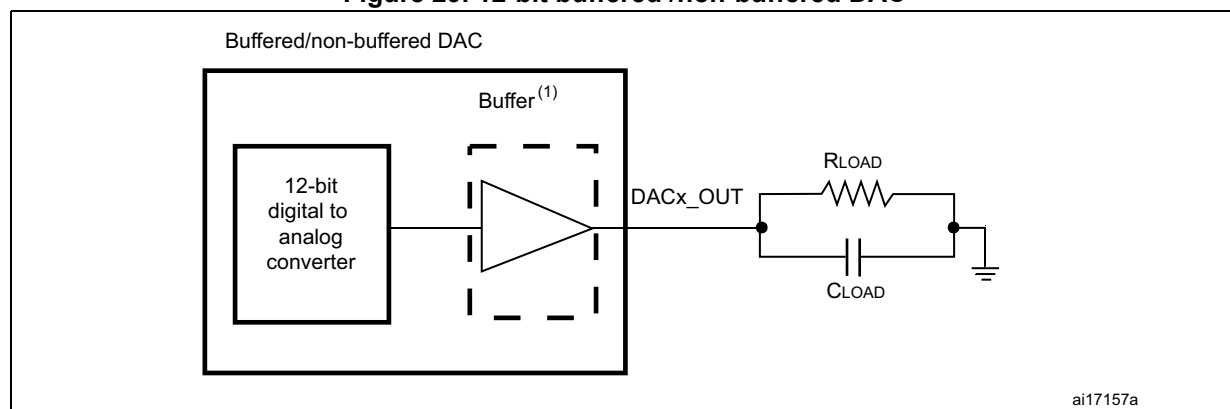 Buffered/non-buffered DAC
Buffer(1)
12-bit
digital to
analog
converter
DACx_OUT
RLOAD
CLOAD
ai17157a